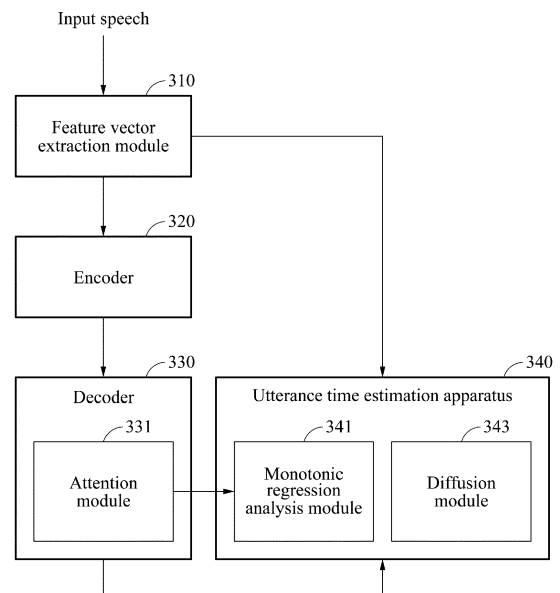 Input speech
310
Feature vector
extraction module
320
Encoder
330
Decoder
331
Attention
module
340
Utterance time estimation apparatus
341
Monotonic
regression
analysis module
343
Diffusion
module